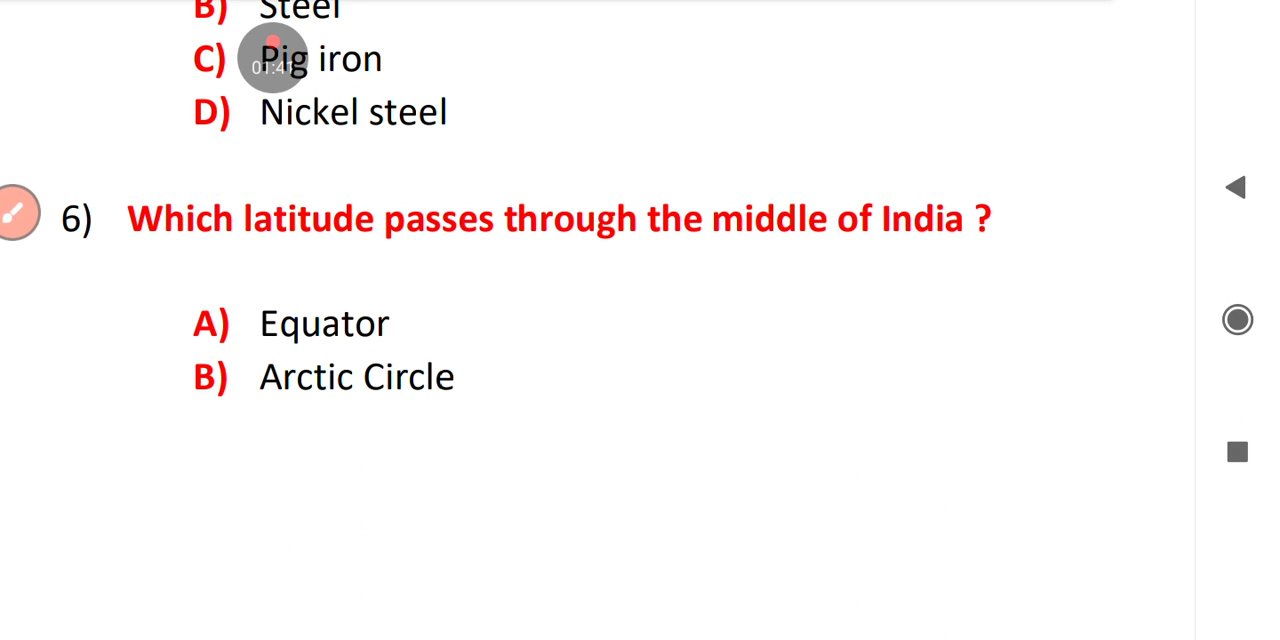 B) Steel
C) Pig iron
D) Nickel steel
6) Which latitude passes through the middle of India ?
A) Equator
B) Arctic Circle